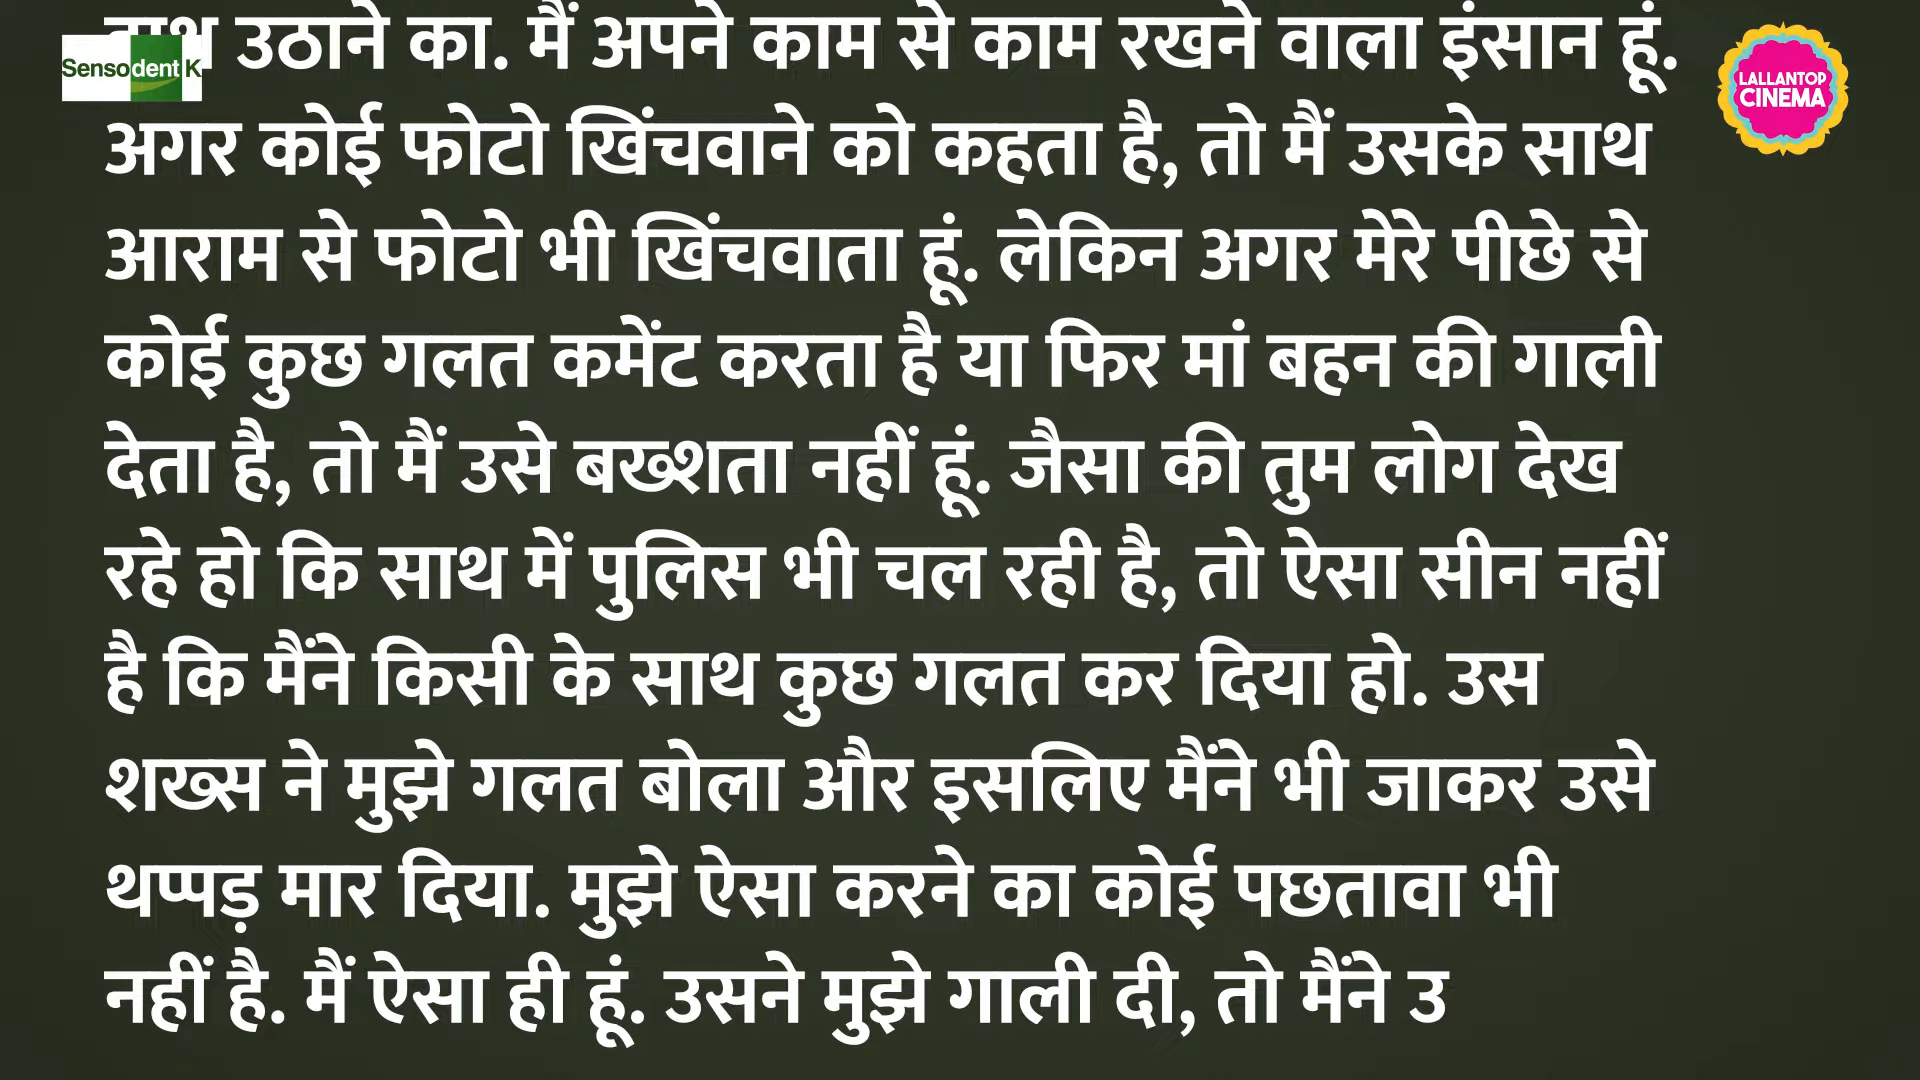 उठाने का. मैं अपने काम से काम रखने वाला इंसान हूं.
Sensodent K
LALLANTOP
CINEMA
अगर कोई फोटो खिंचवाने को कहता है, तो मैं उसके साथ
आराम से फोटो भी खिंचवाता हूं. लेकिन अगर मेरे पीछे से
कोई कुछ गलत कमेंट करता है या फिर मां बहन की गाली
देता है, तो मैं उसे बख्शता नहीं हूं. जैसा की तुम लोग देख
रहे हो कि साथ में पुलिस भी चल रही है, तो ऐसा सीन नहीं
है कि मैंने किसी के साथ कुछ गलत कर दिया हो. उस
शख्स ने मुझे गलत बोला और इसलिए मैंने भी जाकर उसे
थप्पड़ मार दिया. मुझे ऐसा करने का कोई पछतावा भी
नहीं है. मैं ऐसा ही हूं. उसने मुझे गाली दी, तो मैंने उ